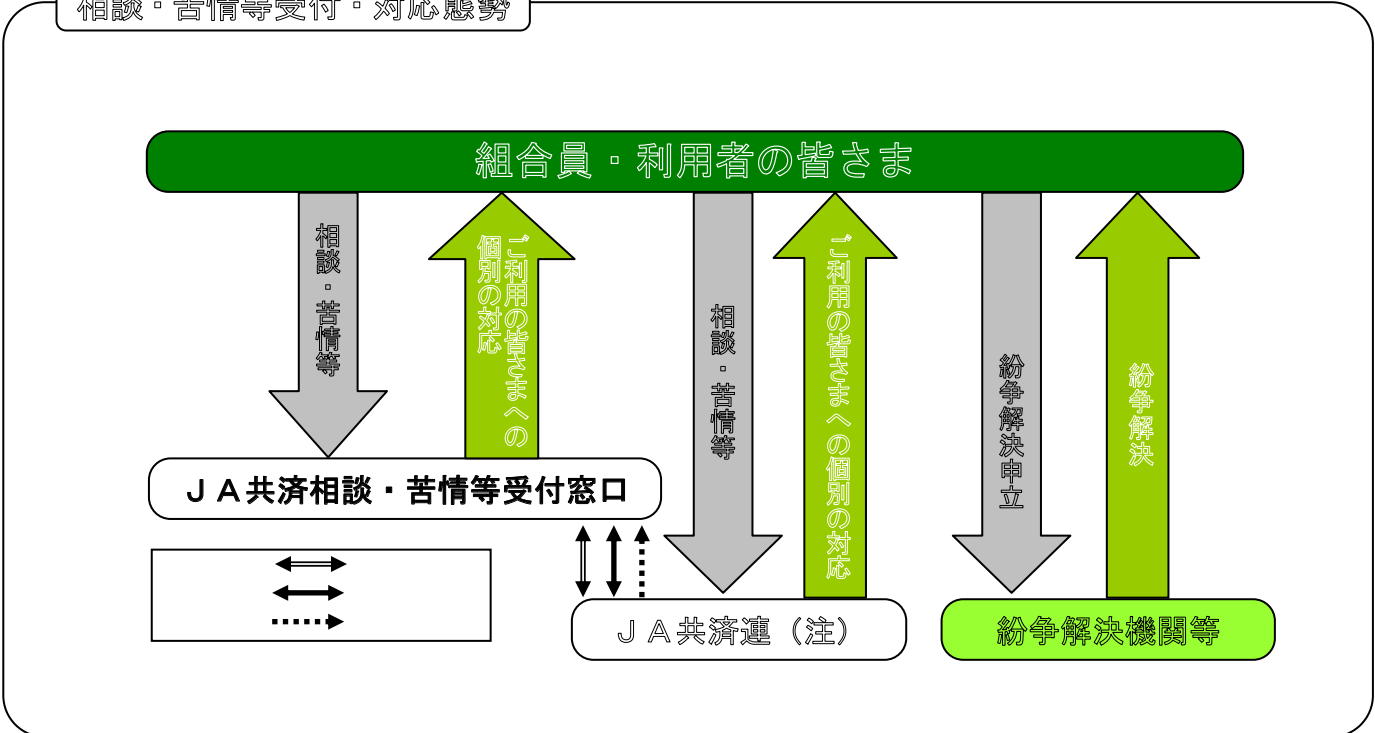 相談・苦情等受付・対応態勢
組合員・利用者の皆さま
相談・苦情等
ご利用の皆さまへの
個別の対応
相談・苦情等
ご利用の皆さまへの個別の対応
紛争解決申立
紛争解決
ＪＡ共済相談・苦情等受付窓口
ＪＡ共済連（注）
紛争解決機関等